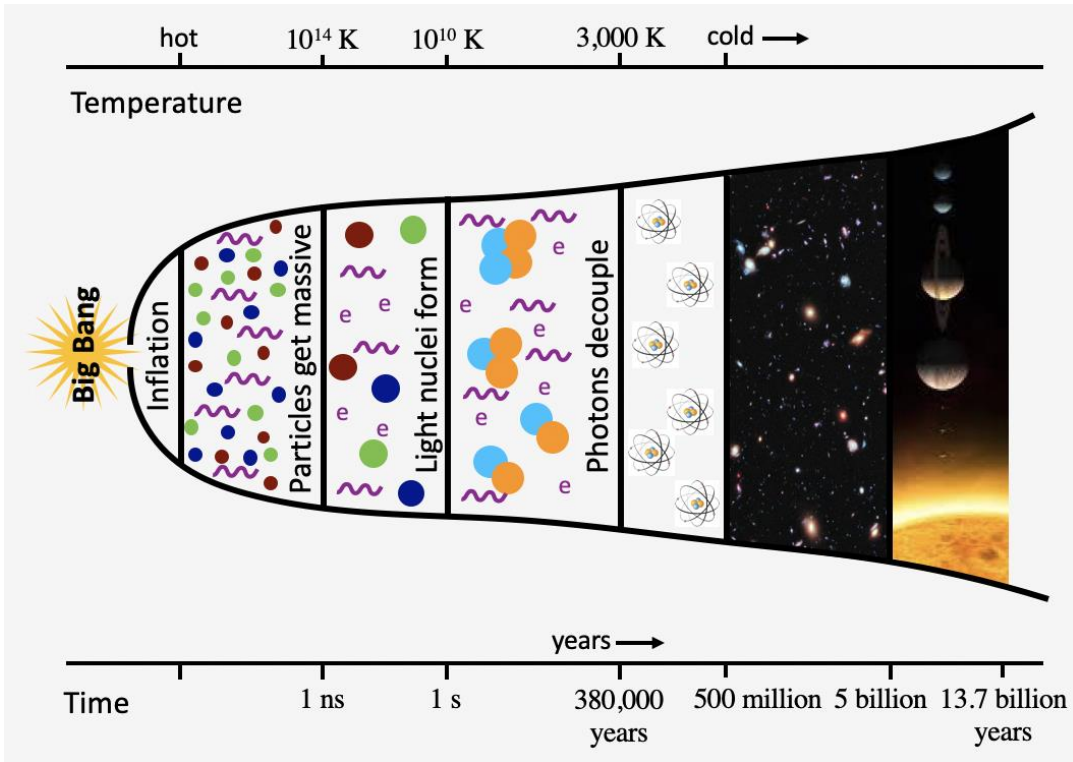 hot 10¹⁴ K 10¹⁰ K 3,000 K cold
Temperature
Big Bang
Inflation
Particles get massive
Light nuclei form
Photons decouple
e e
e e
e
e
e
e
e
e
years
Time 1 ns 1 s 380,000 years 500 million 5 billion 13.7 billion years